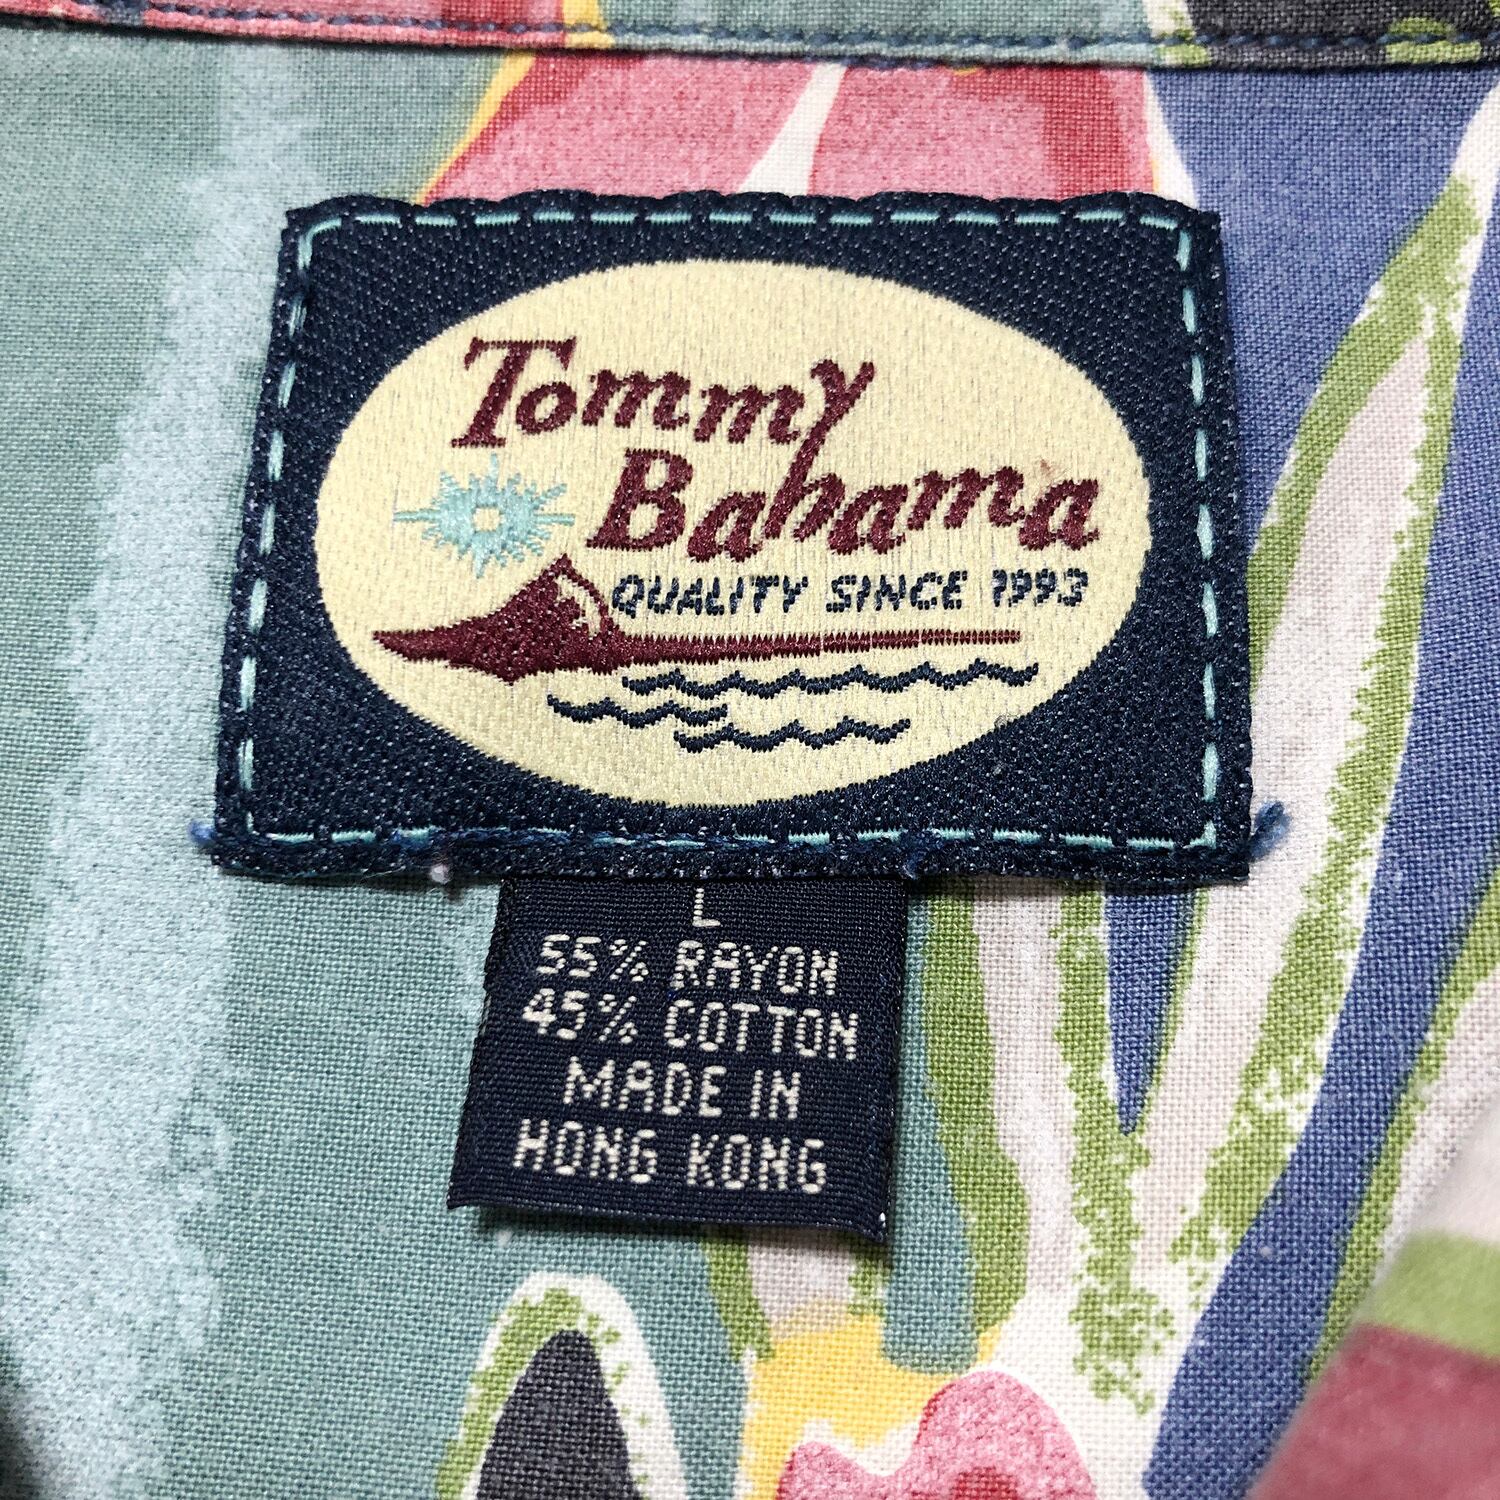 Tommy
Bahama
QUALITY SINCE 1993
L
55% RAYON
45% COTTON
MADE IN
HONG KONG